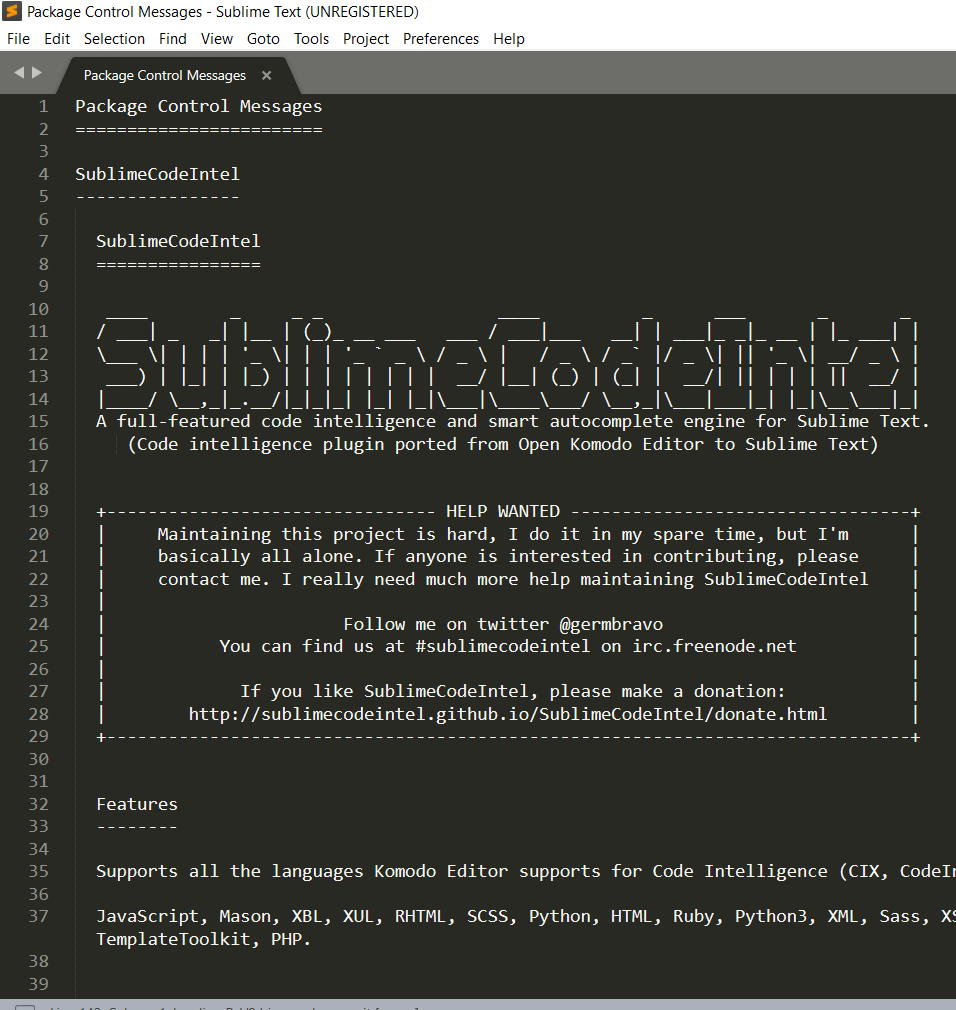 Package Control Messages - Sublime Text (UNREGISTERED)
File Edit Selection Find View Goto Tools Project Preferences Help
Package Control Messages ×
1 Package Control Messages
2 ========================
3
4 SublimeCodeIntel
5 ----------------
6
7 SublimeCodeIntel
8 ================
9
10
11
12
13
14
SublimeCodeIntel
15 A full-featured code intelligence and smart autocomplete engine for Sublime Text.
16 (Code intelligence plugin ported from Open Komodo Editor to Sublime Text)
17
18
19 +-------------------------------- HELP WANTED ---------------------------------+
20 | Maintaining this project is hard, I do it in my spare time, but I'm |
21 | basically all alone. If anyone is interested in contributing, please |
22 | contact me. I really need much more help maintaining SublimeCodeIntel |
23 | |
24 | Follow me on twitter @germbravo |
25 | You can find us at #sublimecodeintel on irc.freenode.net |
26 | |
27 | If you like SublimeCodeIntel, please make a donation: |
28 | http://sublimecodeintel.github.io/SublimeCodeIntel/donate.html |
29 +------------------------------------------------------------------------------+
30
31
32 Features
33 --------
34
35 Supports all the languages Komodo Editor supports for Code Intelligence (CIX, CodeIn
36
37 JavaScript, Mason, XBL, XUL, RHTML, SCSS, Python, HTML, Ruby, Python3, XML, Sass, XS
TemplateToolkit, PHP.
38
39